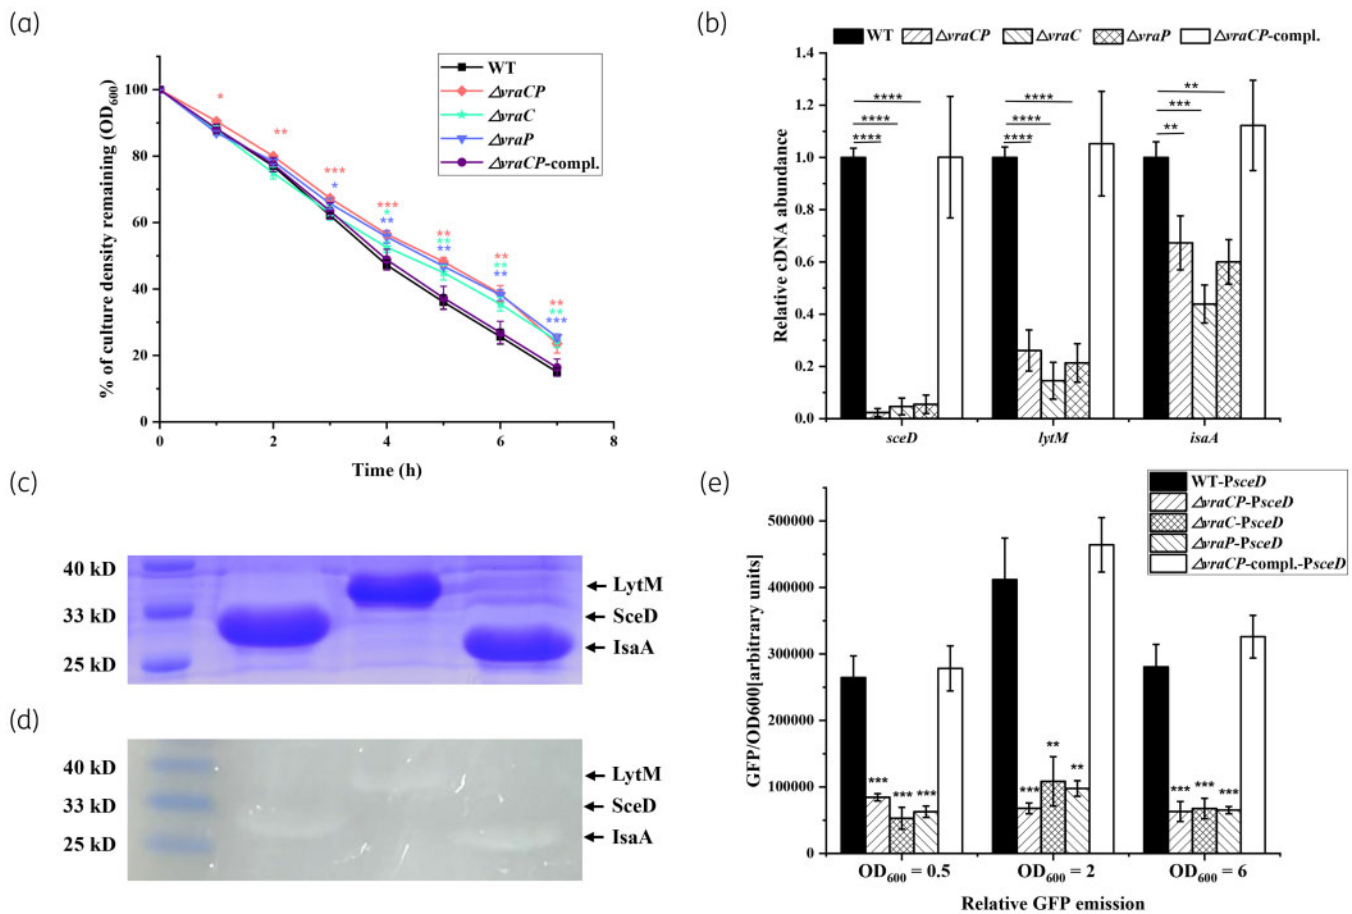 (a)
% of culture density remaining (OD600)
100
80
60
40
20
0
0 2 4 6 8
Time (h)
WT
ΔvraCP
ΔvraC
ΔvraP
ΔvraCP-compl.
*
**
***
*
***
*
**
**
**
**
**
**
**
**
**
***
(b)
WT ΔvraCP ΔvraC ΔvraP ΔvraCP-compl.
Relative cDNA abundance
1.4
1.2
1.0
0.8
0.6
0.4
0.2
0.0
**** **** **
**** **** ***
**** **** **
sceD lytM isaA
(c)
40 kD
33 kD
25 kD
LytM
SceD
IsaA
(d)
40 kD
33 kD
25 kD
LytM
SceD
IsaA
(e)
WT-PsceD
ΔvraCP-PsceD
ΔvraC-PsceD
ΔvraP-PsceD
ΔvraCP-compl.-PsceD
GFP/OD600[arbitrary units]
500000
400000
300000
200000
100000
0
*** *** ***
*** ** **
*** *** ***
OD600 = 0.5 OD600 = 2 OD600 = 6
Relative GFP emission